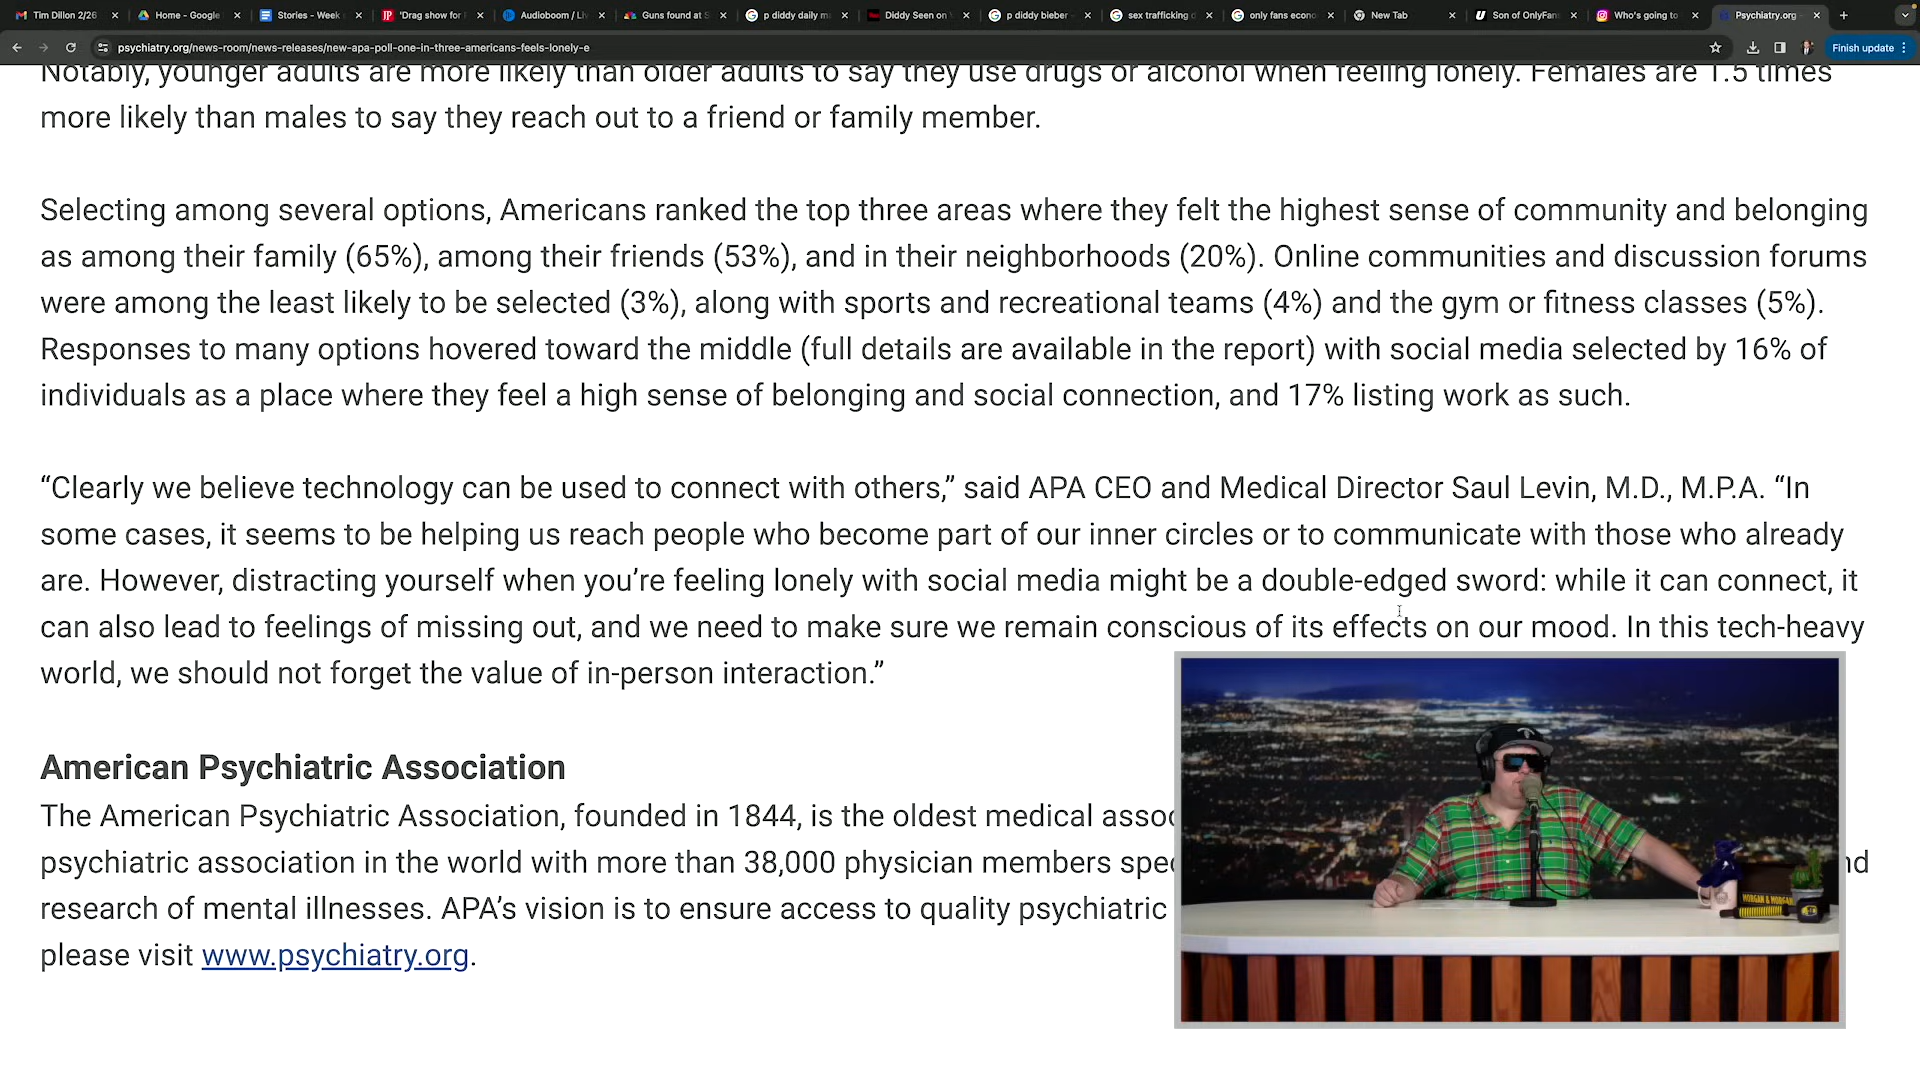 Tim Dillon 2/26
Home - Google
Stories - Week
'Drag show for
Audioboom / Li
Guns found at S
p diddy daily m
Diddy Seen on
p diddy bieber
sex trafficking d
only fans econo
New Tab
Son of OnlyFan
Who's going to
Psychiatry.org
psychiatry.org/news-room/news-releases/new-apa-poll-one-in-three-americans-feels-lonely-e
Finish update
Notably, younger adults are more likely than older adults to say they use drugs or alcohol when feeling lonely. Females are 1.5 times
more likely than males to say they reach out to a friend or family member.
Selecting among several options, Americans ranked the top three areas where they felt the highest sense of community and belonging
as among their family (65%), among their friends (53%), and in their neighborhoods (20%). Online communities and discussion forums
were among the least likely to be selected (3%), along with sports and recreational teams (4%) and the gym or fitness classes (5%).
Responses to many options hovered toward the middle (full details are available in the report) with social media selected by 16% of
individuals as a place where they feel a high sense of belonging and social connection, and 17% listing work as such.
“Clearly we believe technology can be used to connect with others,” said APA CEO and Medical Director Saul Levin, M.D., M.P.A. “In
some cases, it seems to be helping us reach people who become part of our inner circles or to communicate with those who already
are. However, distracting yourself when you’re feeling lonely with social media might be a double-edged sword: while it can connect, it
can also lead to feelings of missing out, and we need to make sure we remain conscious of its effects on our mood. In this tech-heavy
world, we should not forget the value of in-person interaction.”
American Psychiatric Association
The American Psychiatric Association, founded in 1844, is the oldest medical assoc
psychiatric association in the world with more than 38,000 physician members spec nd
research of mental illnesses. APA’s vision is to ensure access to quality psychiatric
please visit www.psychiatry.org.
MORGAN & MORGAN